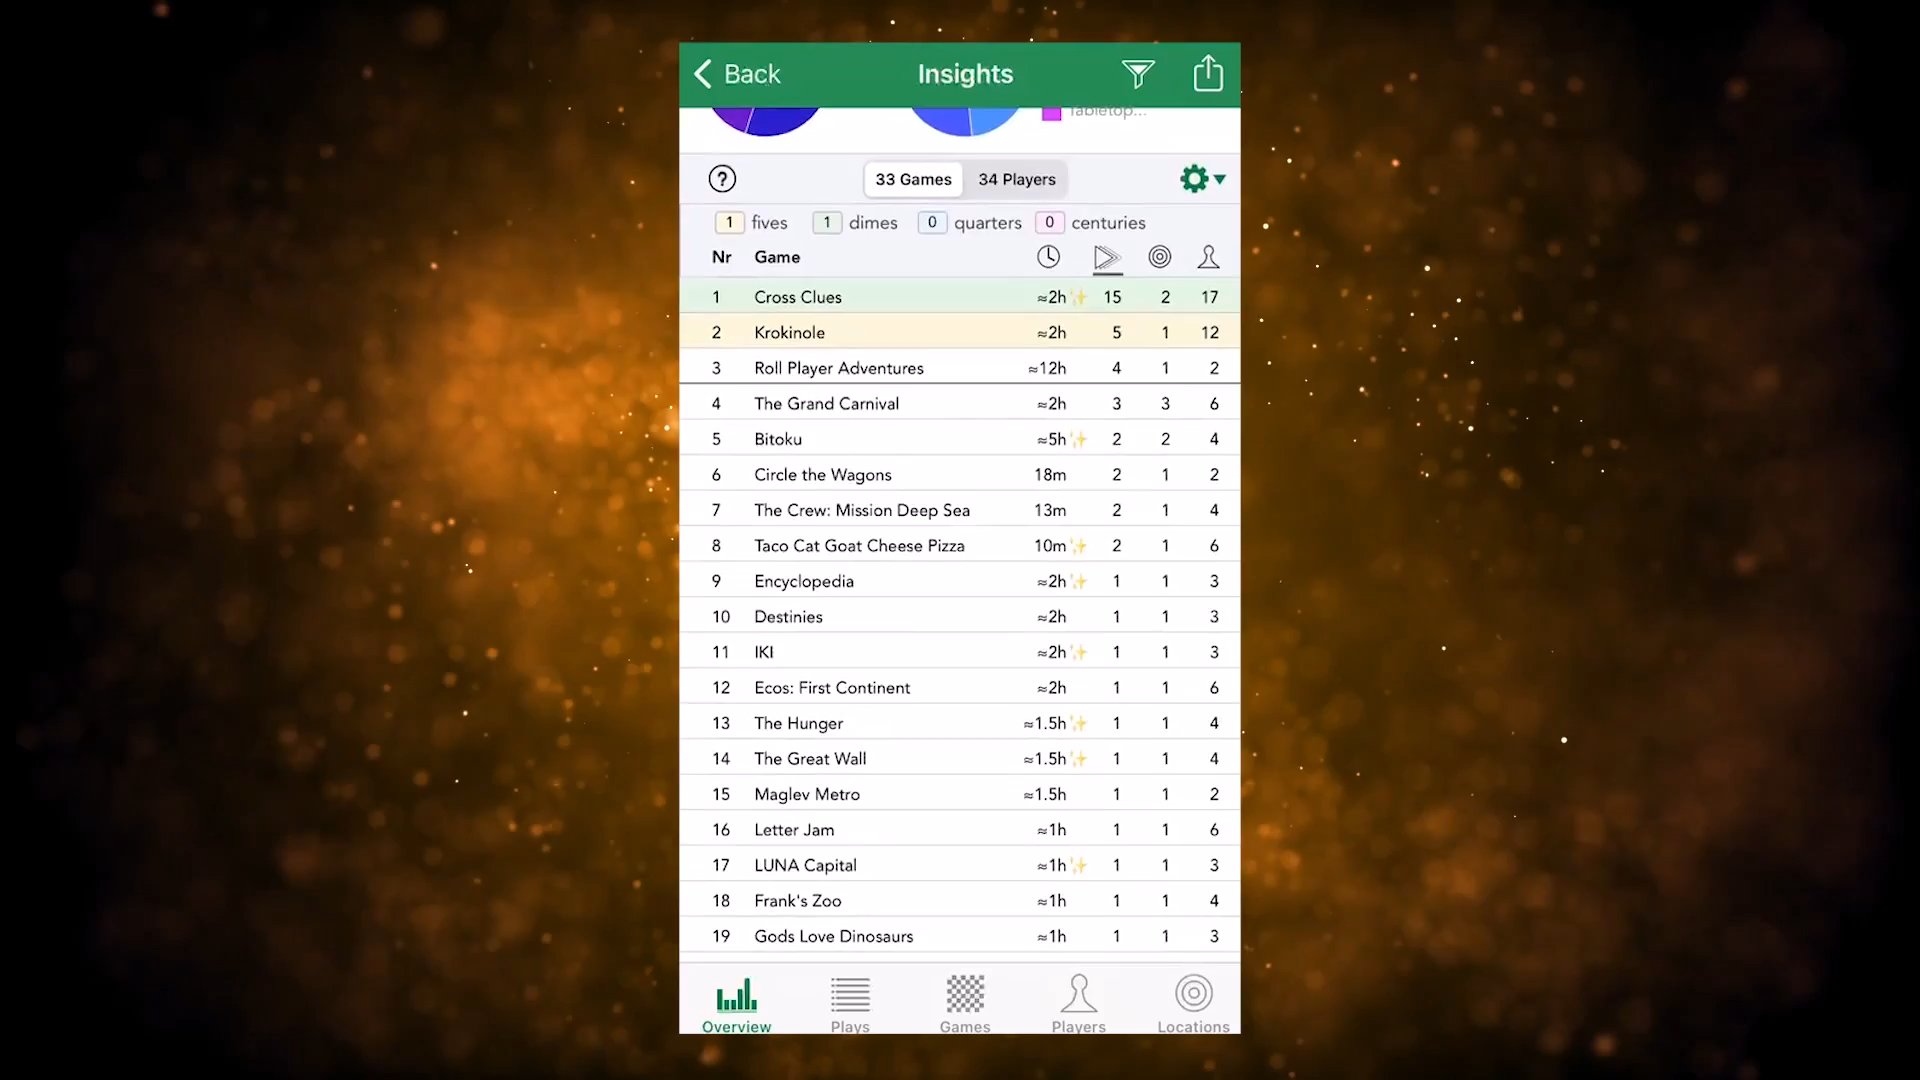 Back Insights
Tabletop...
33 Games 34 Players
1 fives 1 dimes 0 quarters 0 centuries
Nr Game
1 Cross Clues ≈2h 15 2 17
2 Krokinole ≈2h 5 1 12
3 Roll Player Adventures ≈12h 4 1 2
4 The Grand Carnival ≈2h 3 3 6
5 Bitoku ≈5h 2 2 4
6 Circle the Wagons 18m 2 1 2
7 The Crew: Mission Deep Sea 13m 2 1 4
8 Taco Cat Goat Cheese Pizza 10m 2 1 6
9 Encyclopedia ≈2h 1 1 3
10 Destinies ≈2h 1 1 3
11 IKI ≈2h 1 1 3
12 Ecos: First Continent ≈2h 1 1 6
13 The Hunger ≈1.5h 1 1 4
14 The Great Wall ≈1.5h 1 1 4
15 Maglev Metro ≈1.5h 1 1 2
16 Letter Jam ≈1h 1 1 6
17 LUNA Capital ≈1h 1 1 3
18 Frank's Zoo ≈1h 1 1 4
19 Gods Love Dinosaurs ≈1h 1 1 3
Overview Plays Games Players Locations